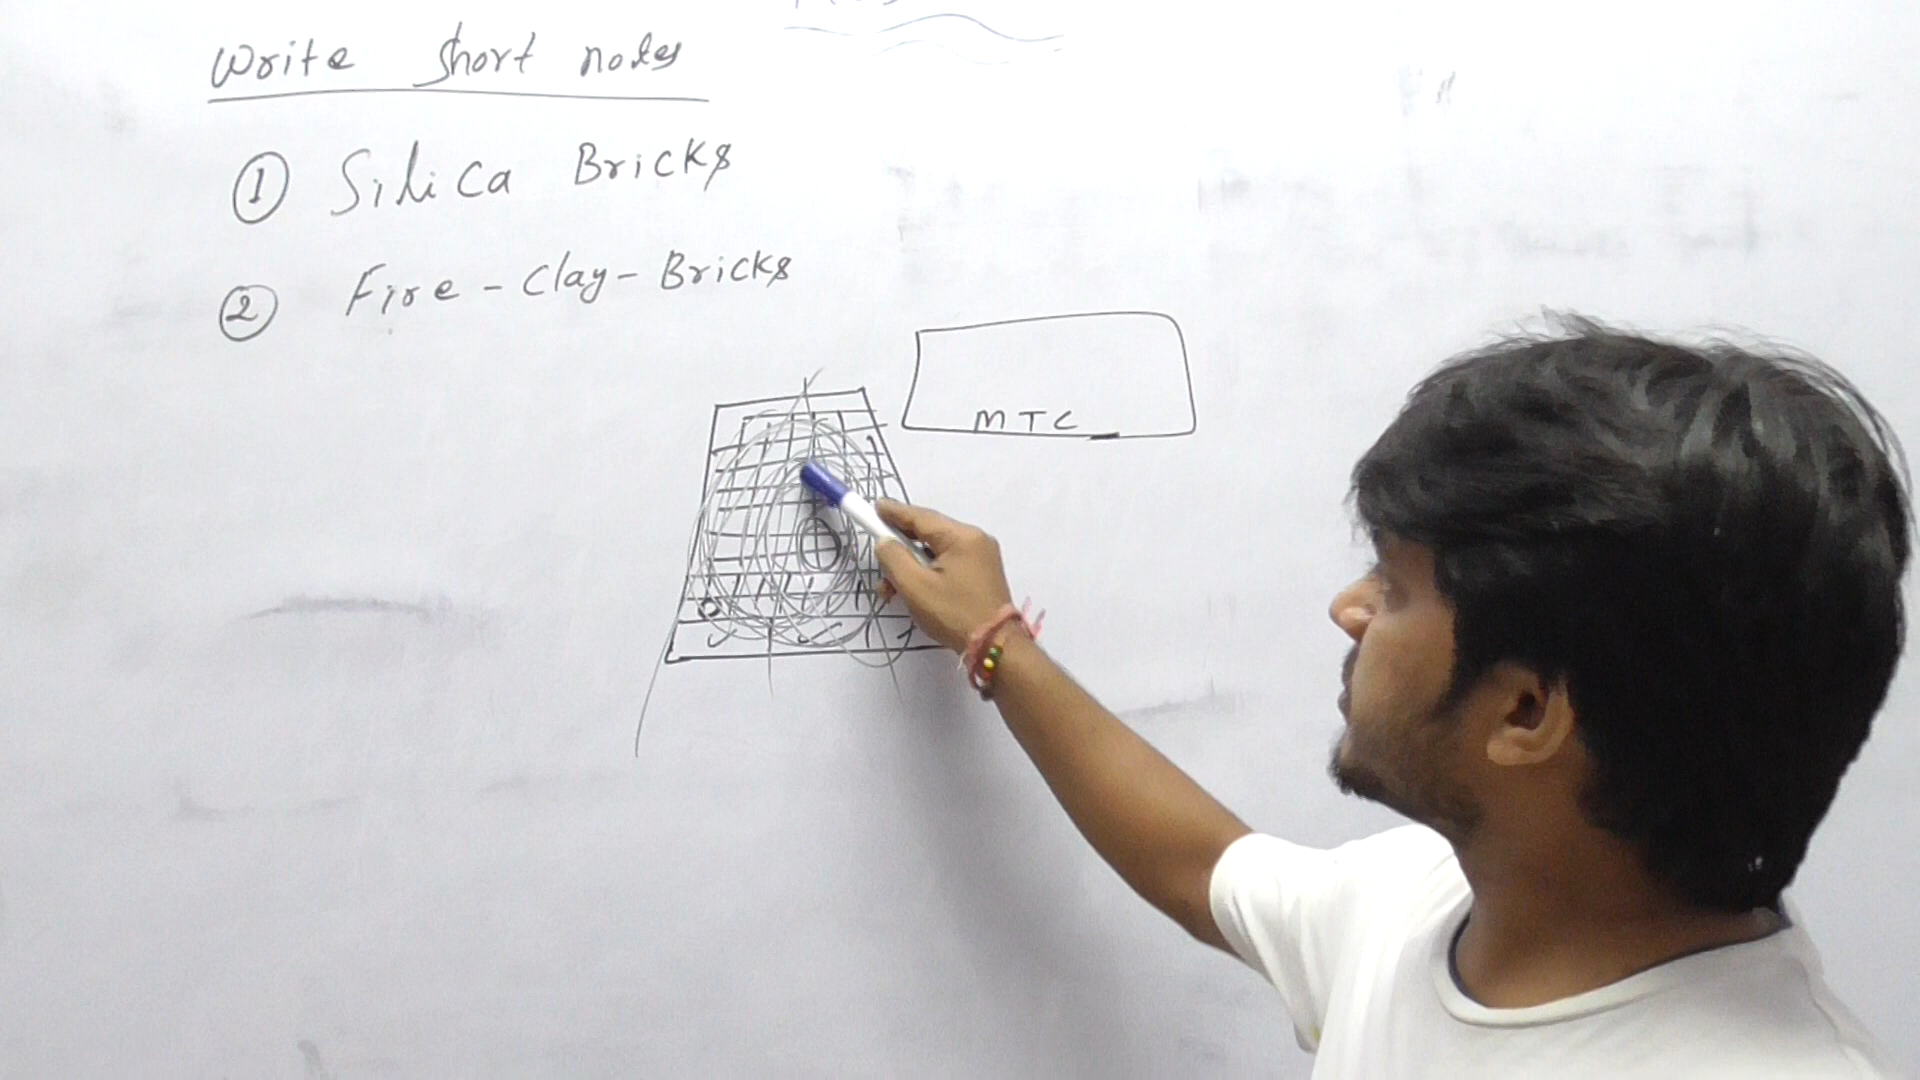 Write short notes
① Silica Bricks
② Fire - Clay - Bricks
MTC